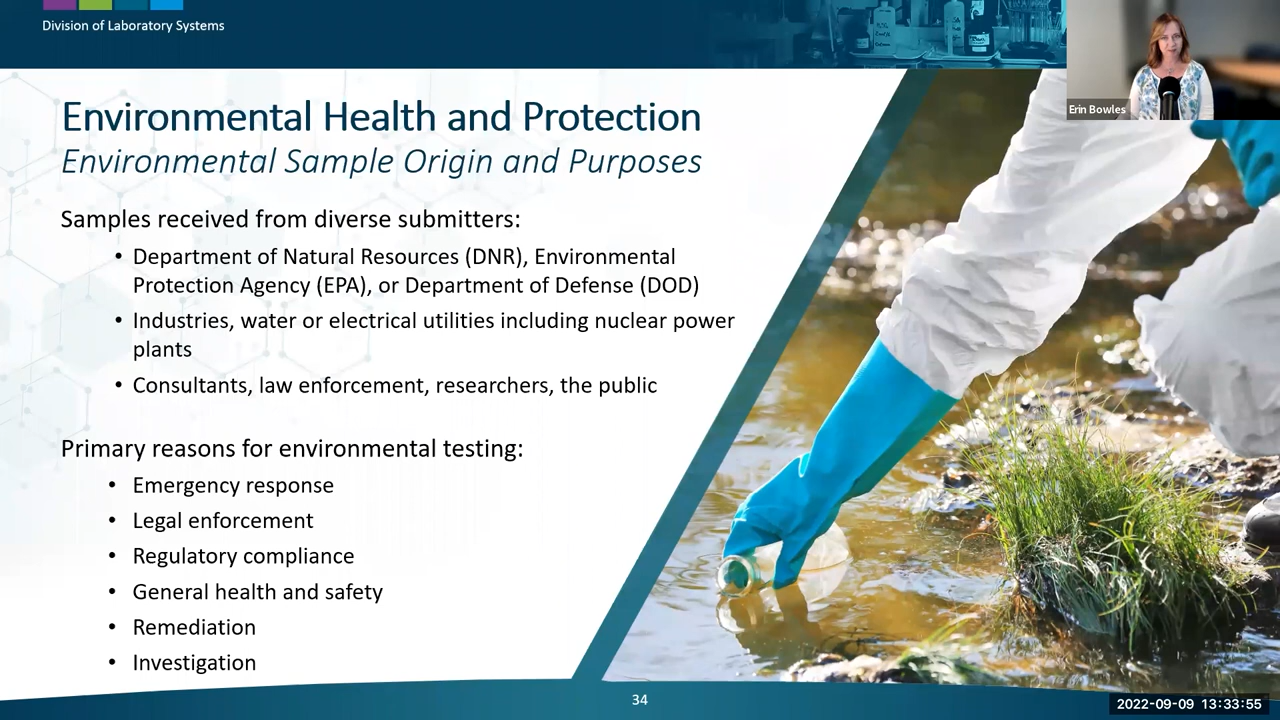 Division of Laboratory Systems
Erin Bowles
Environmental Health and Protection
Environmental Sample Origin and Purposes
Samples received from diverse submitters:
• Department of Natural Resources (DNR), Environmental
Protection Agency (EPA), or Department of Defense (DOD)
• Industries, water or electrical utilities including nuclear power
plants
• Consultants, law enforcement, researchers, the public
Primary reasons for environmental testing:
• Emergency response
• Legal enforcement
• Regulatory compliance
• General health and safety
• Remediation
• Investigation
34
2022-09-09 13:33:55